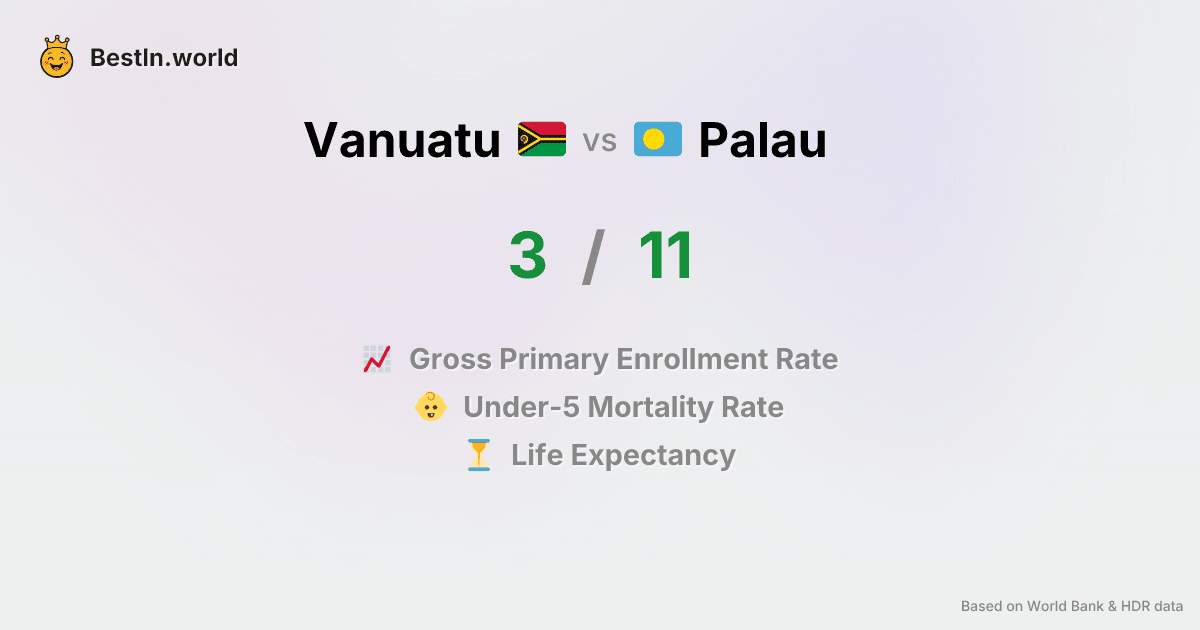 BestIn.world
Vanuatu vs Palau
3 / 11
Gross Primary Enrollment Rate
Under-5 Mortality Rate
Life Expectancy
Based on World Bank & HDR data